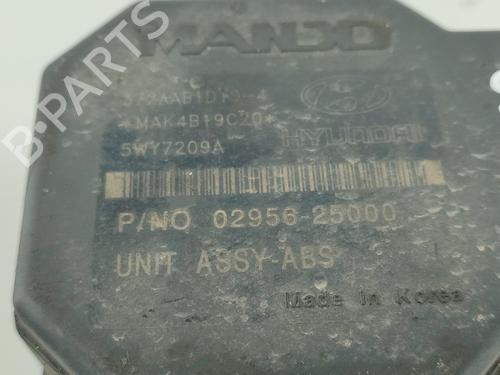 MANDO
*MAK4B19C20*
5WY7209A
HYUNDAI
P/NO 02956-25000
UNIT ASSY-ABS
Made In Korea
B-PARTS